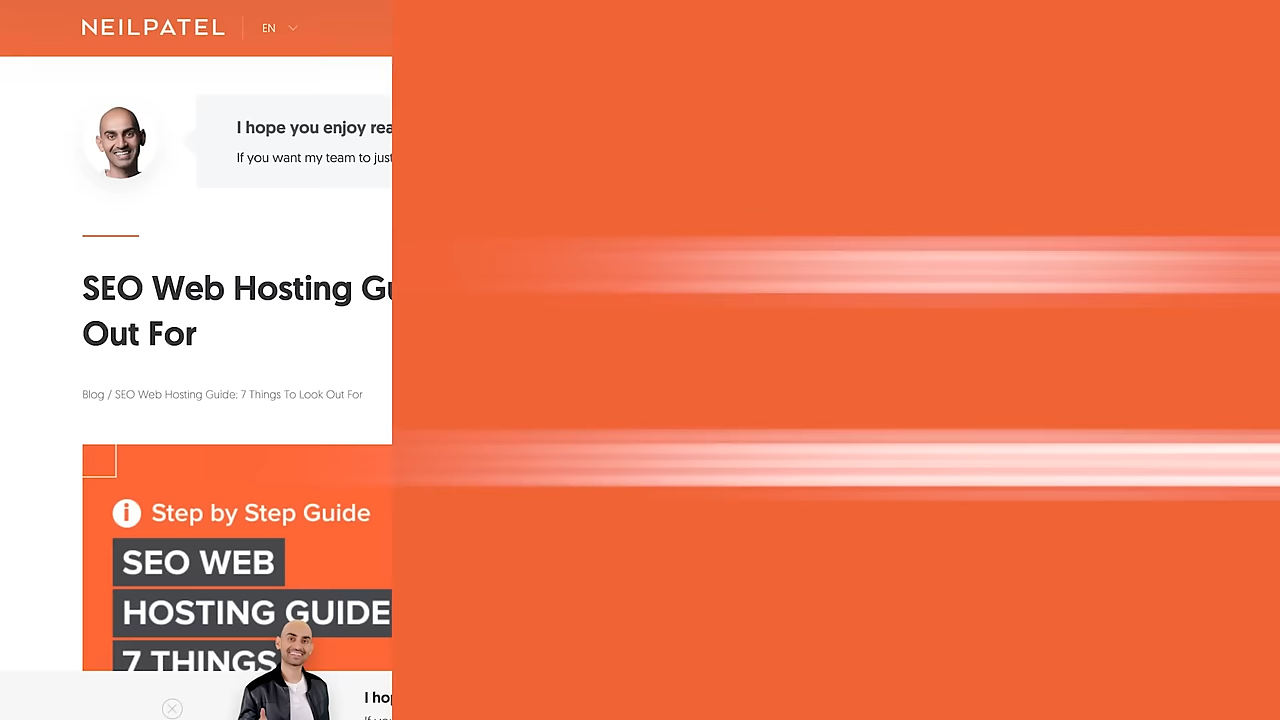 NEILPATEL
EN
I hope you enjoy rea
If you want my team to just
SEO Web Hosting Gu
Out For
Blog / SEO Web Hosting Guide: 7 Things To Look Out For
i Step by Step Guide
SEO WEB
HOSTING GUIDE
7 THINGS
I hop